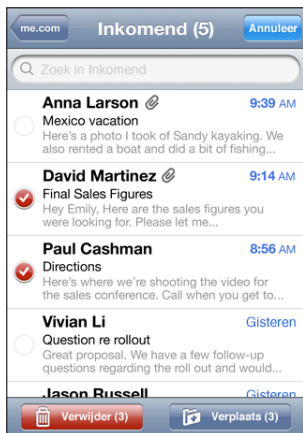 me.com
Inkomend (5)
Annuleer
Zoek in Inkomend
Anna Larson
9:39 AM
Mexico vacation
Here's a photo I took of Sandy kayaking. We
also rented a boat and did a bit of fishing...
David Martinez
9:14 AM
Final Sales Figures
Hey Emily, Here are the sales figures you
were looking for. Please let me...
Paul Cashman
8:56 AM
Directions
Here's where we're shooting the video for
the sales conference. Call when you get to...
Vivian Li
Gisteren
Question re rollout
Great proposal. We have a few follow-up
questions regarding the roll out and would...
Jason Russell
Gisteren
Verwijder (3)
Verplaats (3)